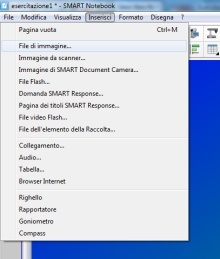 esercitazione1 * - SMART Notebook
File Modifica Visualizza Inserisci Formato Disegna ?
Pagina vuota Ctrl+M
File di immagine...
Immagine da scanner...
Immagine di SMART Document Camera...
File Flash...
Domanda SMART Response...
Pagina dei titoli SMART Response...
File video Flash...
File dell'elemento della Raccolta...
Collegamento...
Audio...
Tabella...
Browser Internet
Righello
Rapportatore
Goniometro
Compass